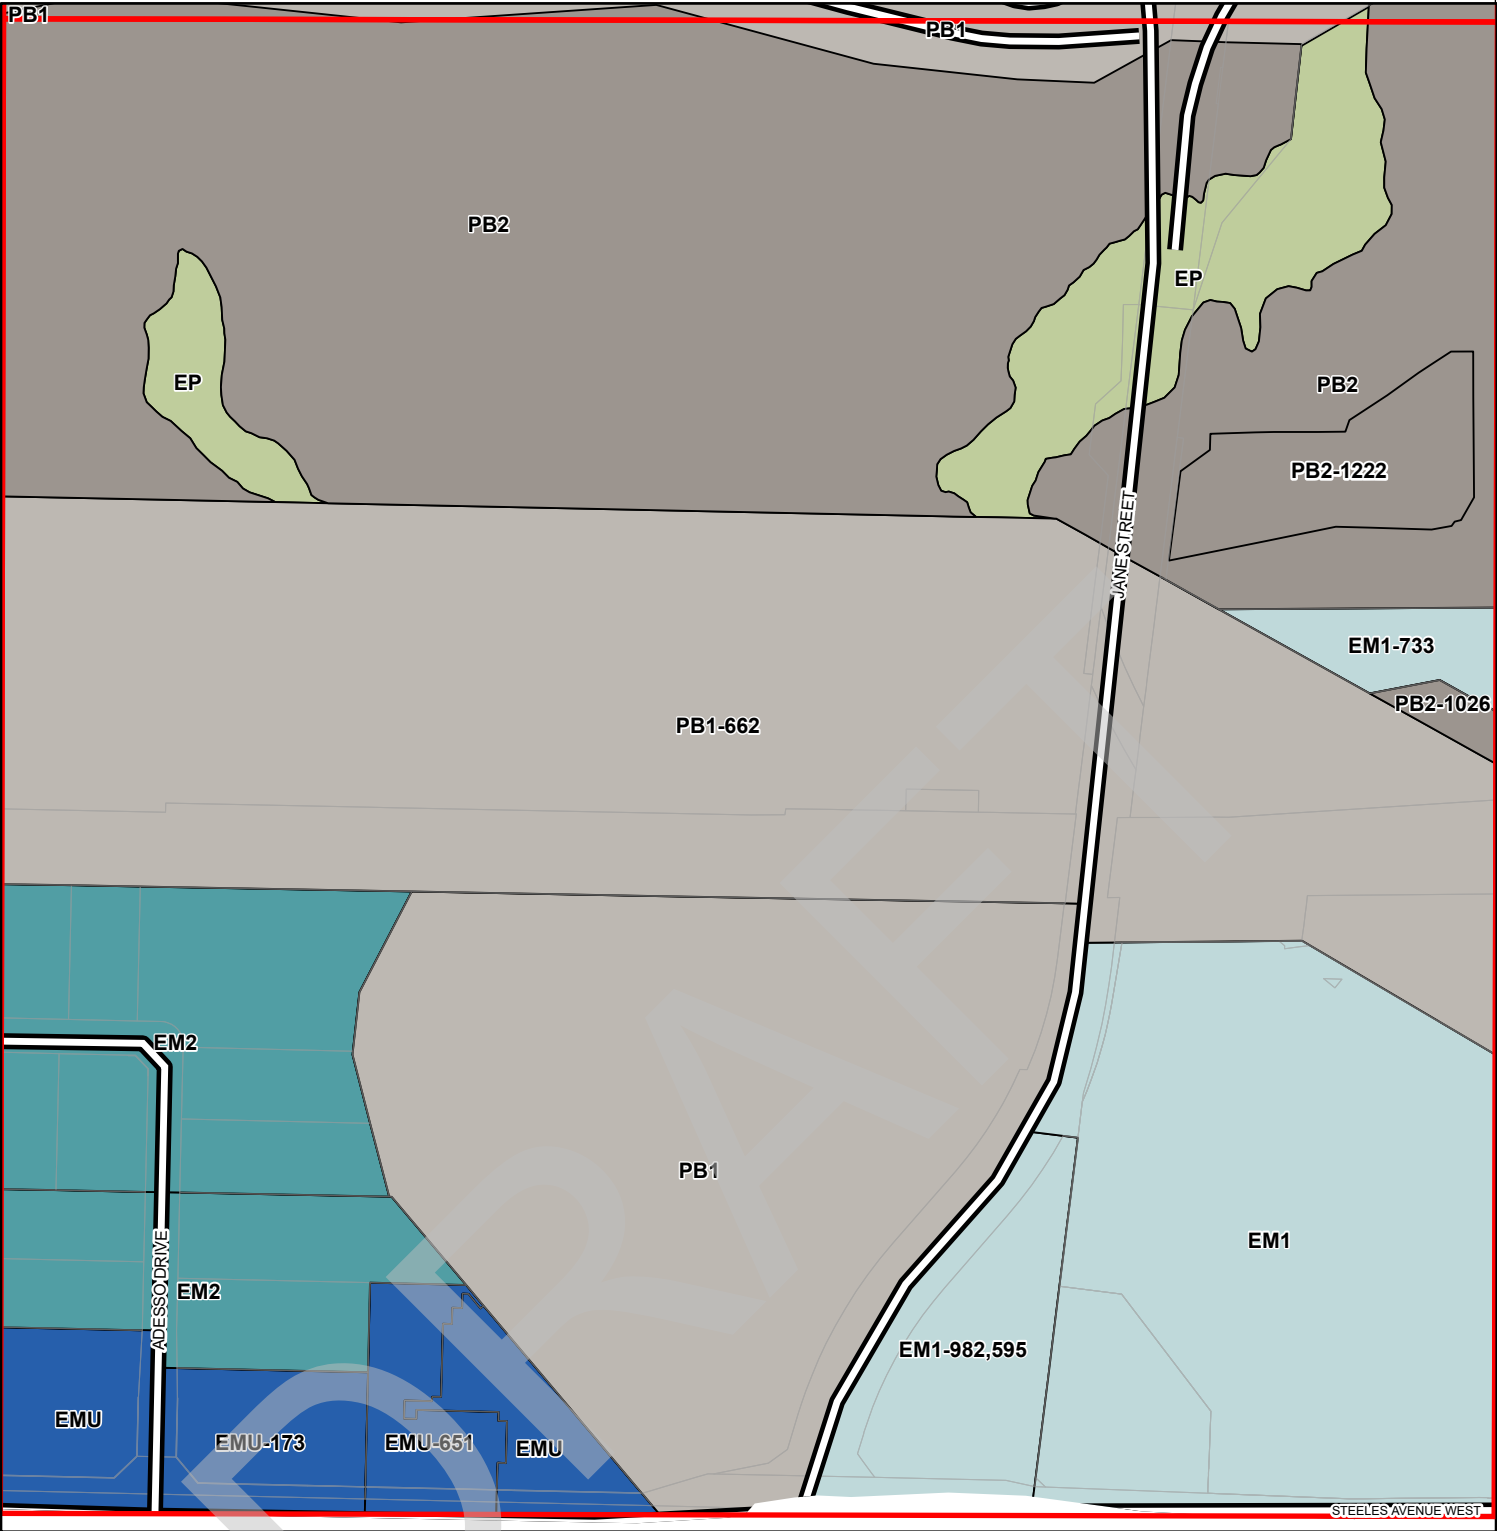 PB1
PB1
PB2
EP
EP
PB2
PB2-1222
JANE STREET
EM1-733
PB2-1026
PB1-662
EM2
PB1
EM1
ADESSO DRIVE
EM2
EM1-982,595
EMU
EMU-173
EMU-651
EMU
STEELES AVENUE WEST
DRAFT